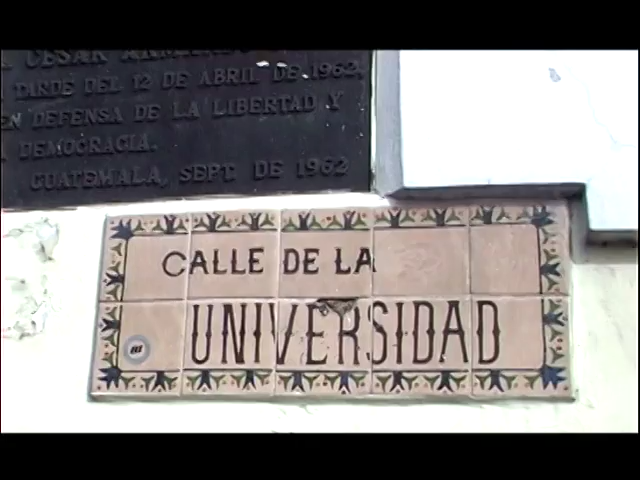 CESAR
TARDE DEL 12 DE ABRIL DE 1962,
EN DEFENSA DE LA LIBERTAD Y
DEMOCRACIA.
GUATEMALA, SEPT. DE 1962
CALLE DE LA
UNIVERSIDAD